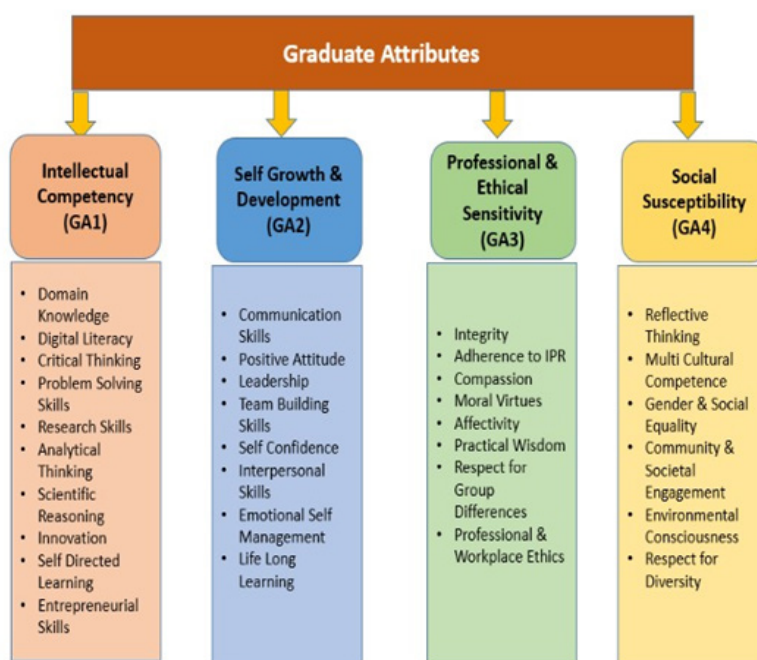 Graduate Attributes
Intellectual
Competency
(GA1)
• Domain
Knowledge
• Digital Literacy
• Critical Thinking
• Problem Solving
Skills
• Research Skills
• Analytical
Thinking
• Scientific
Reasoning
• Innovation
• Self Directed
Learning
• Entrepreneurial
Skills
Self Growth &
Development
(GA2)
• Communication
Skills
• Positive Attitude
• Leadership
• Team Building
Skills
• Self Confidence
• Interpersonal
Skills
• Emotional Self
Management
• Life Long
Learning
Professional &
Ethical
Sensitivity
(GA3)
• Integrity
• Adherence to IPR
• Compassion
• Moral Virtues
• Affectivity
• Practical Wisdom
• Respect for
Group
Differences
• Professional &
Workplace Ethics
Social
Susceptibility
(GA4)
• Reflective
Thinking
• Multi Cultural
Competence
• Gender & Social
Equality
• Community &
Societal
Engagement
• Environmental
Consciousness
• Respect for
Diversity